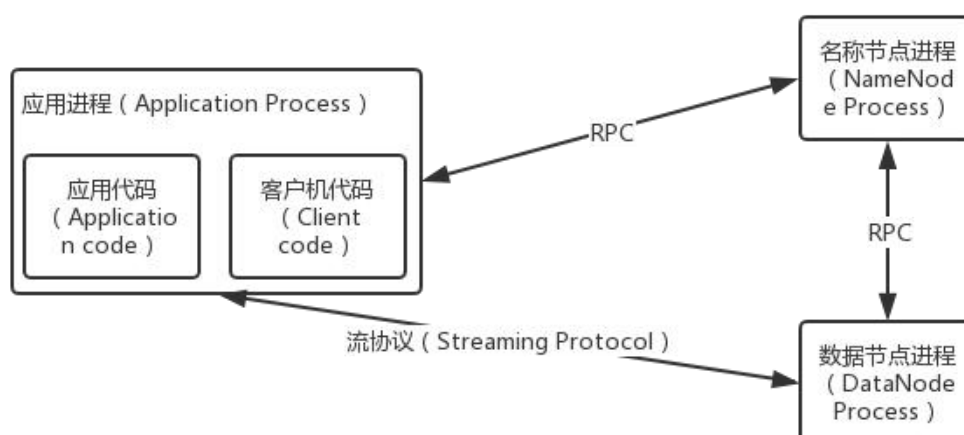 名称节点进程
（NameNod
e Process）
应用进程（Application Process）
RPC
应用代码
（Applicatio
n code）
客户机代码
（Client
code）
RPC
流协议（Streaming Protocol）
数据节点进程
（DataNode
Process）